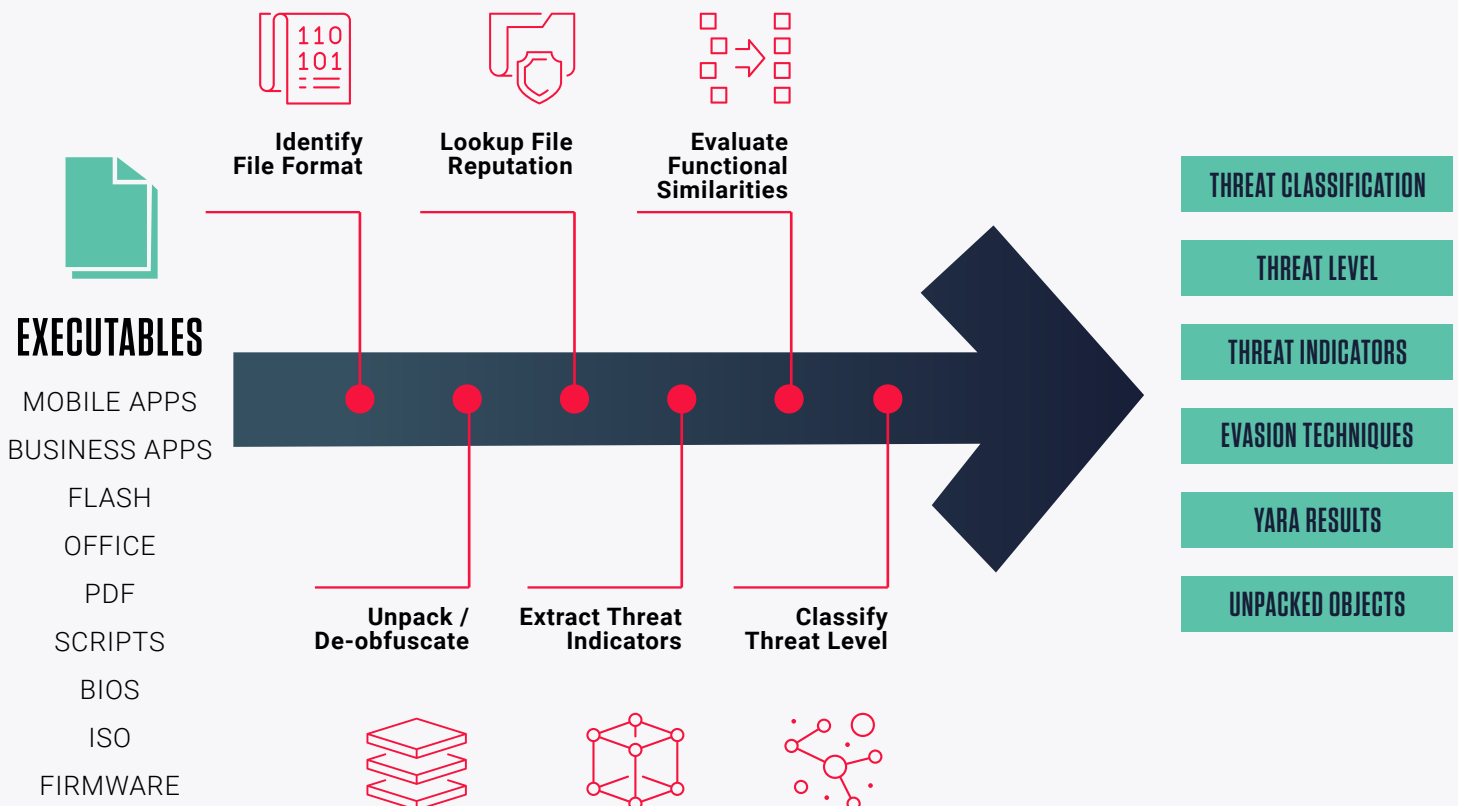 110
101
Identify
File Format
Lookup File
Reputation
Evaluate
Functional
Similarities
EXECUTABLES
MOBILE APPS
BUSINESS APPS
FLASH
OFFICE
PDF
SCRIPTS
BIOS
ISO
FIRMWARE
Unpack /
De-obfuscate
Extract Threat
Indicators
Classify
Threat Level
THREAT CLASSIFICATION
THREAT LEVEL
THREAT INDICATORS
EVASION TECHNIQUES
YARA RESULTS
UNPACKED OBJECTS